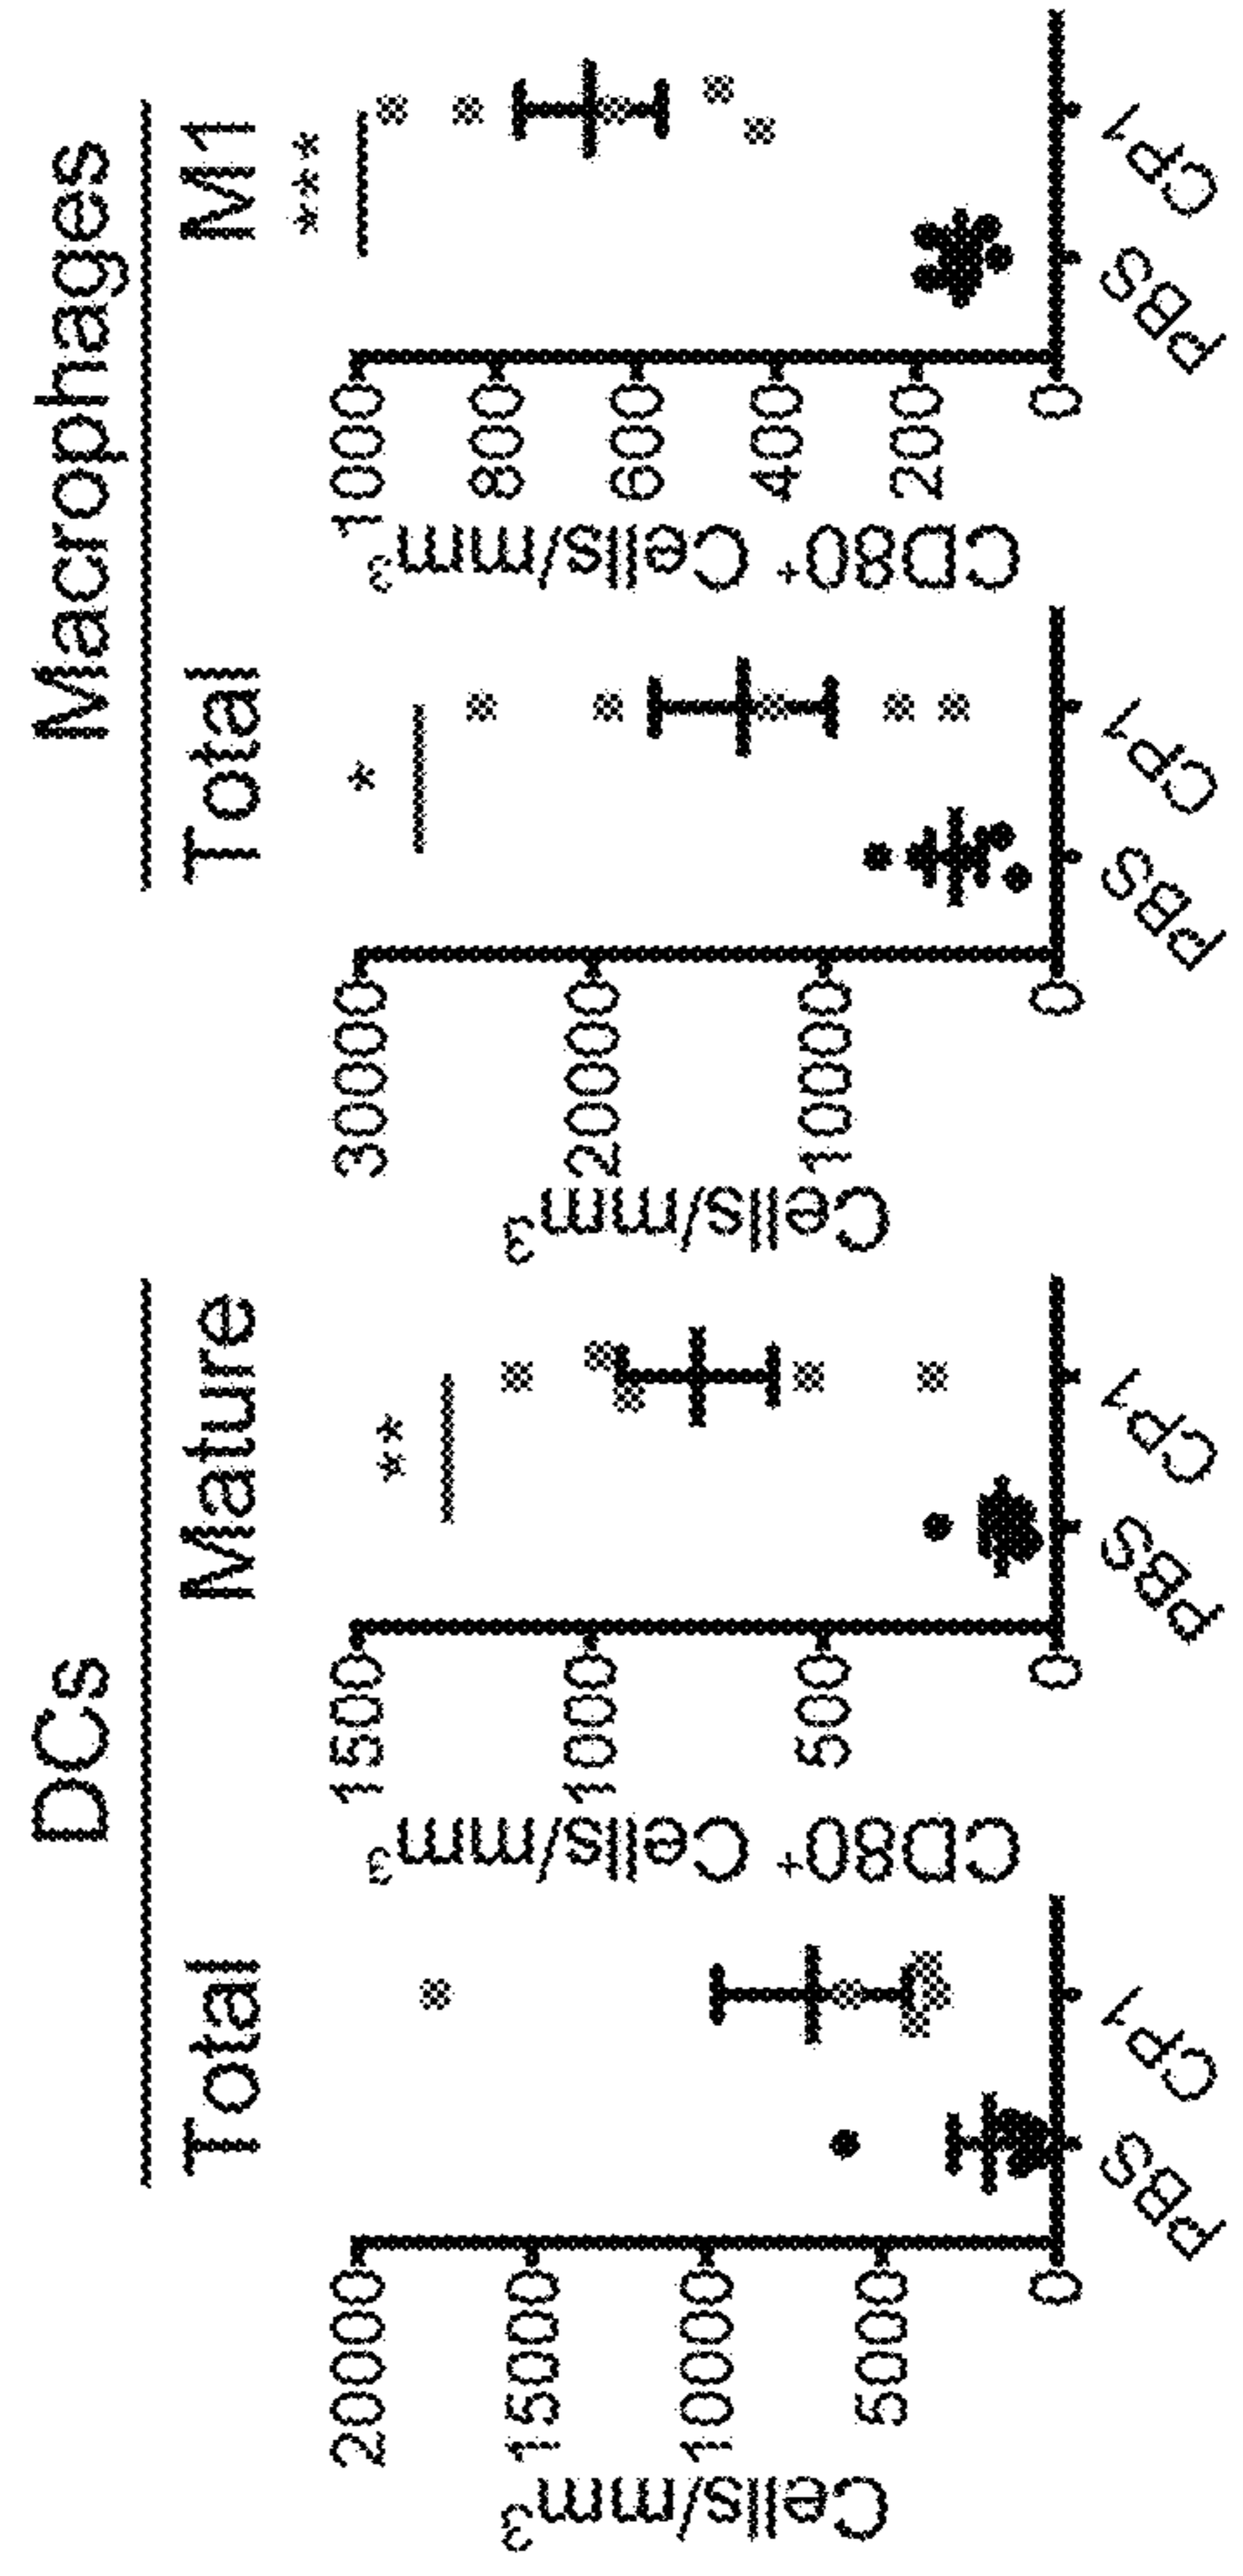 DCs
Macrophages
Total
Mature
Total
M1
**
*
***
Cells/mm³
20000
15000
10000
5000
0
PBS
CP1
CD80⁺ Cells/mm³
1500
1000
500
0
PBS
CP1
Cells/mm³
30000
20000
10000
0
PBS
CP1
CD80⁺ Cells/mm³
1000
800
600
400
200
0
PBS
CP1